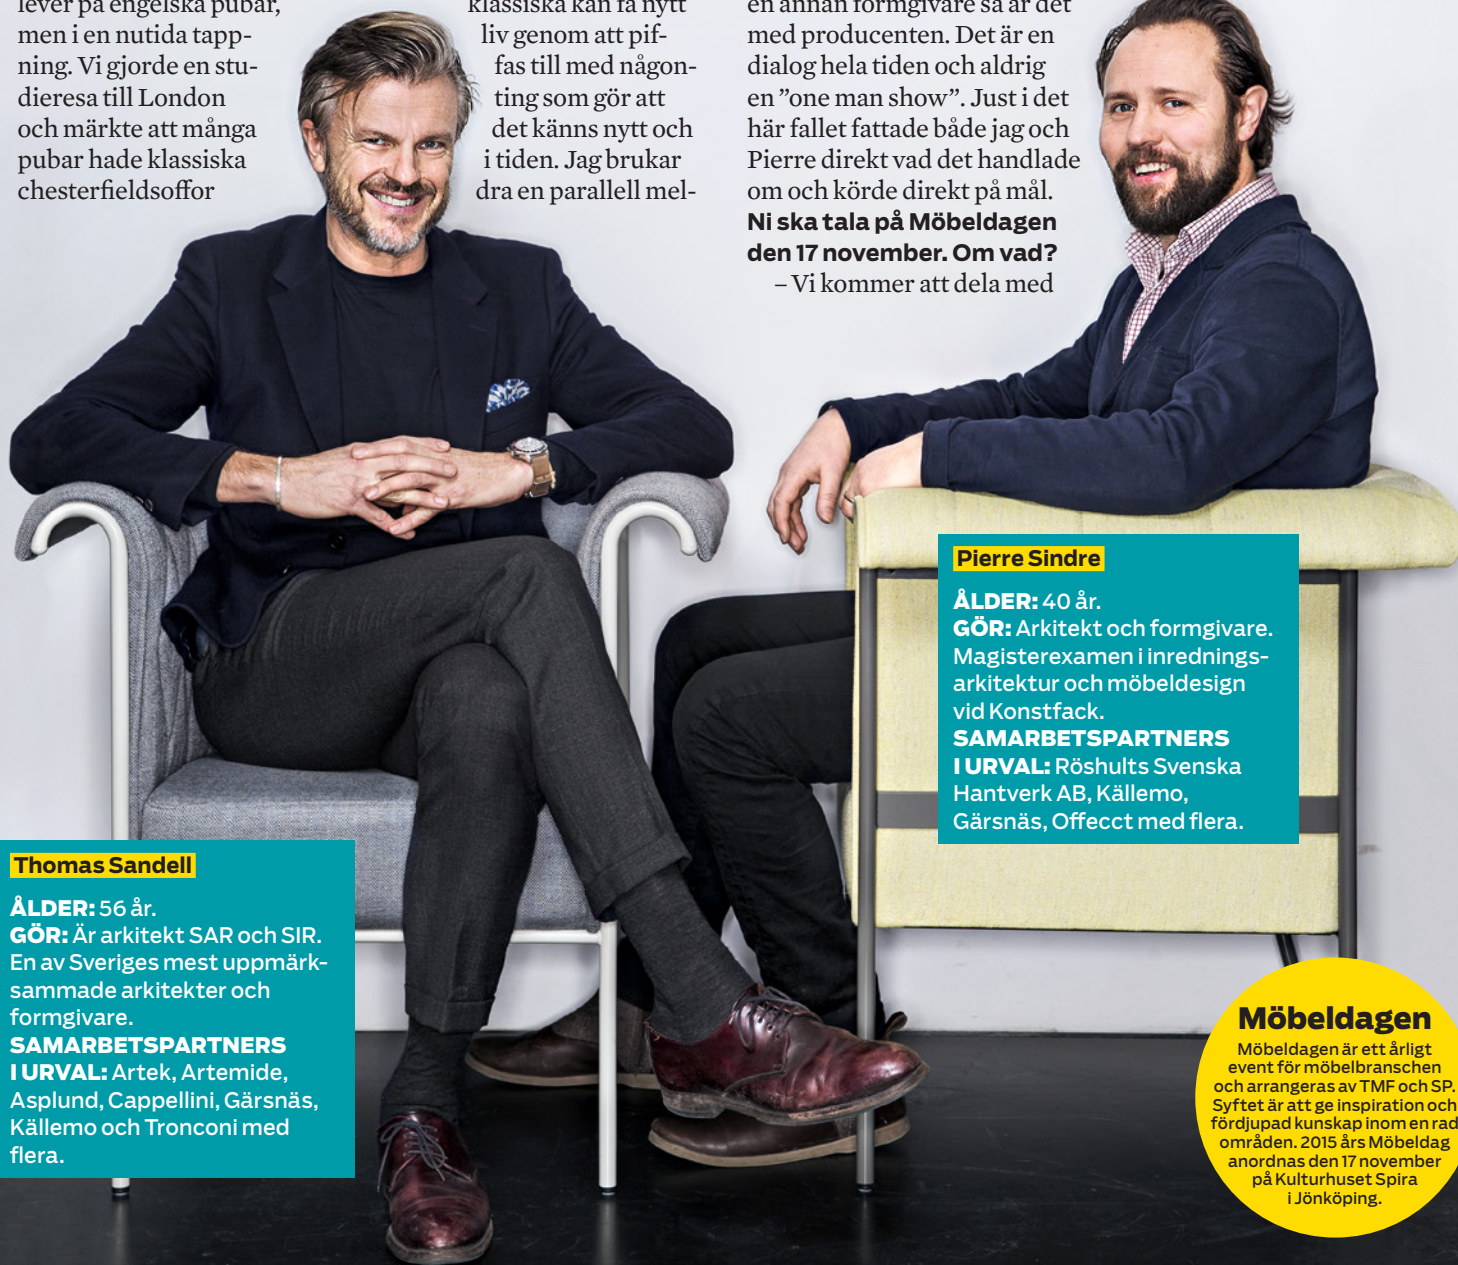 lever på engelska pubar,
men i en nutida tapp-
ning. Vi gjorde en stu-
dieresa till London
och märkte att många
pubar hade klassiska
chesterfieldsoffor
klassiska kan få nytt
liv genom att pif-
fas till med någon-
ting som gör att
det känns nytt och
i tiden. Jag brukar
dra en parallell mel-
en annan formgivare så är det
med producenten. Det är en
dialog hela tiden och aldrig
en ”one man show”. Just i det
här fallet fattade både jag och
Pierre direkt vad det handlade
om och körde direkt på mål.
Ni ska tala på Möbeldagen
den 17 november. Om vad?
– Vi kommer att dela med
Thomas Sandell
ÅLDER: 56 år.
GÖR: Är arkitekt SAR och SIR.
En av Sveriges mest uppmärk-
sammade arkitekter och
formgivare.
SAMARBETSPARTNERS
I URVAL: Artek, Artemide,
Asplund, Cappellini, Gärsnäs,
Källemo och Tronconi med
flera.
Pierre Sindre
ÅLDER: 40 år.
GÖR: Arkitekt och formgivare.
Magisterexamen i inrednings-
arkitektur och möbeldesign
vid Konstfack.
SAMARBETSPARTNERS
I URVAL: Röshults Svenska
Hantverk AB, Källemo,
Gärsnäs, Offecct med flera.
Möbeldagen
Möbeldagen är ett årligt
event för möbelbranschen
och arrangeras av TMF och SP.
Syftet är att ge inspiration och
fördjupad kunskap inom en rad
områden. 2015 års Möbeldag
anordnas den 17 november
på Kulturhuset Spira
i Jönköping.